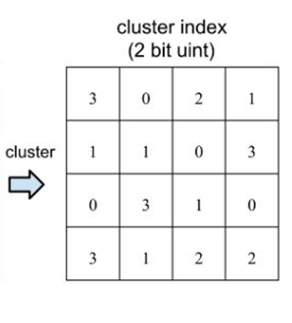 cluster index
(2 bit uint)
3 0 2 1
cluster
1 1 0 3
0 3 1 0
3 1 2 2